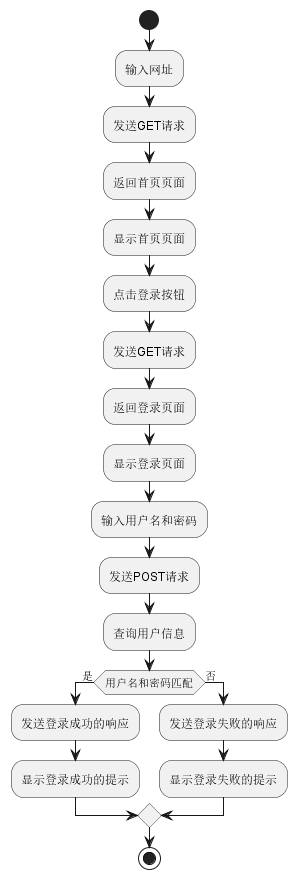 输入网址
发送GET请求
返回首页页面
显示首页页面
点击登录按钮
发送GET请求
返回登录页面
显示登录页面
输入用户名和密码
发送POST请求
查询用户信息
是
用户名和密码匹配
否
发送登录成功的响应
发送登录失败的响应
显示登录成功的提示
显示登录失败的提示